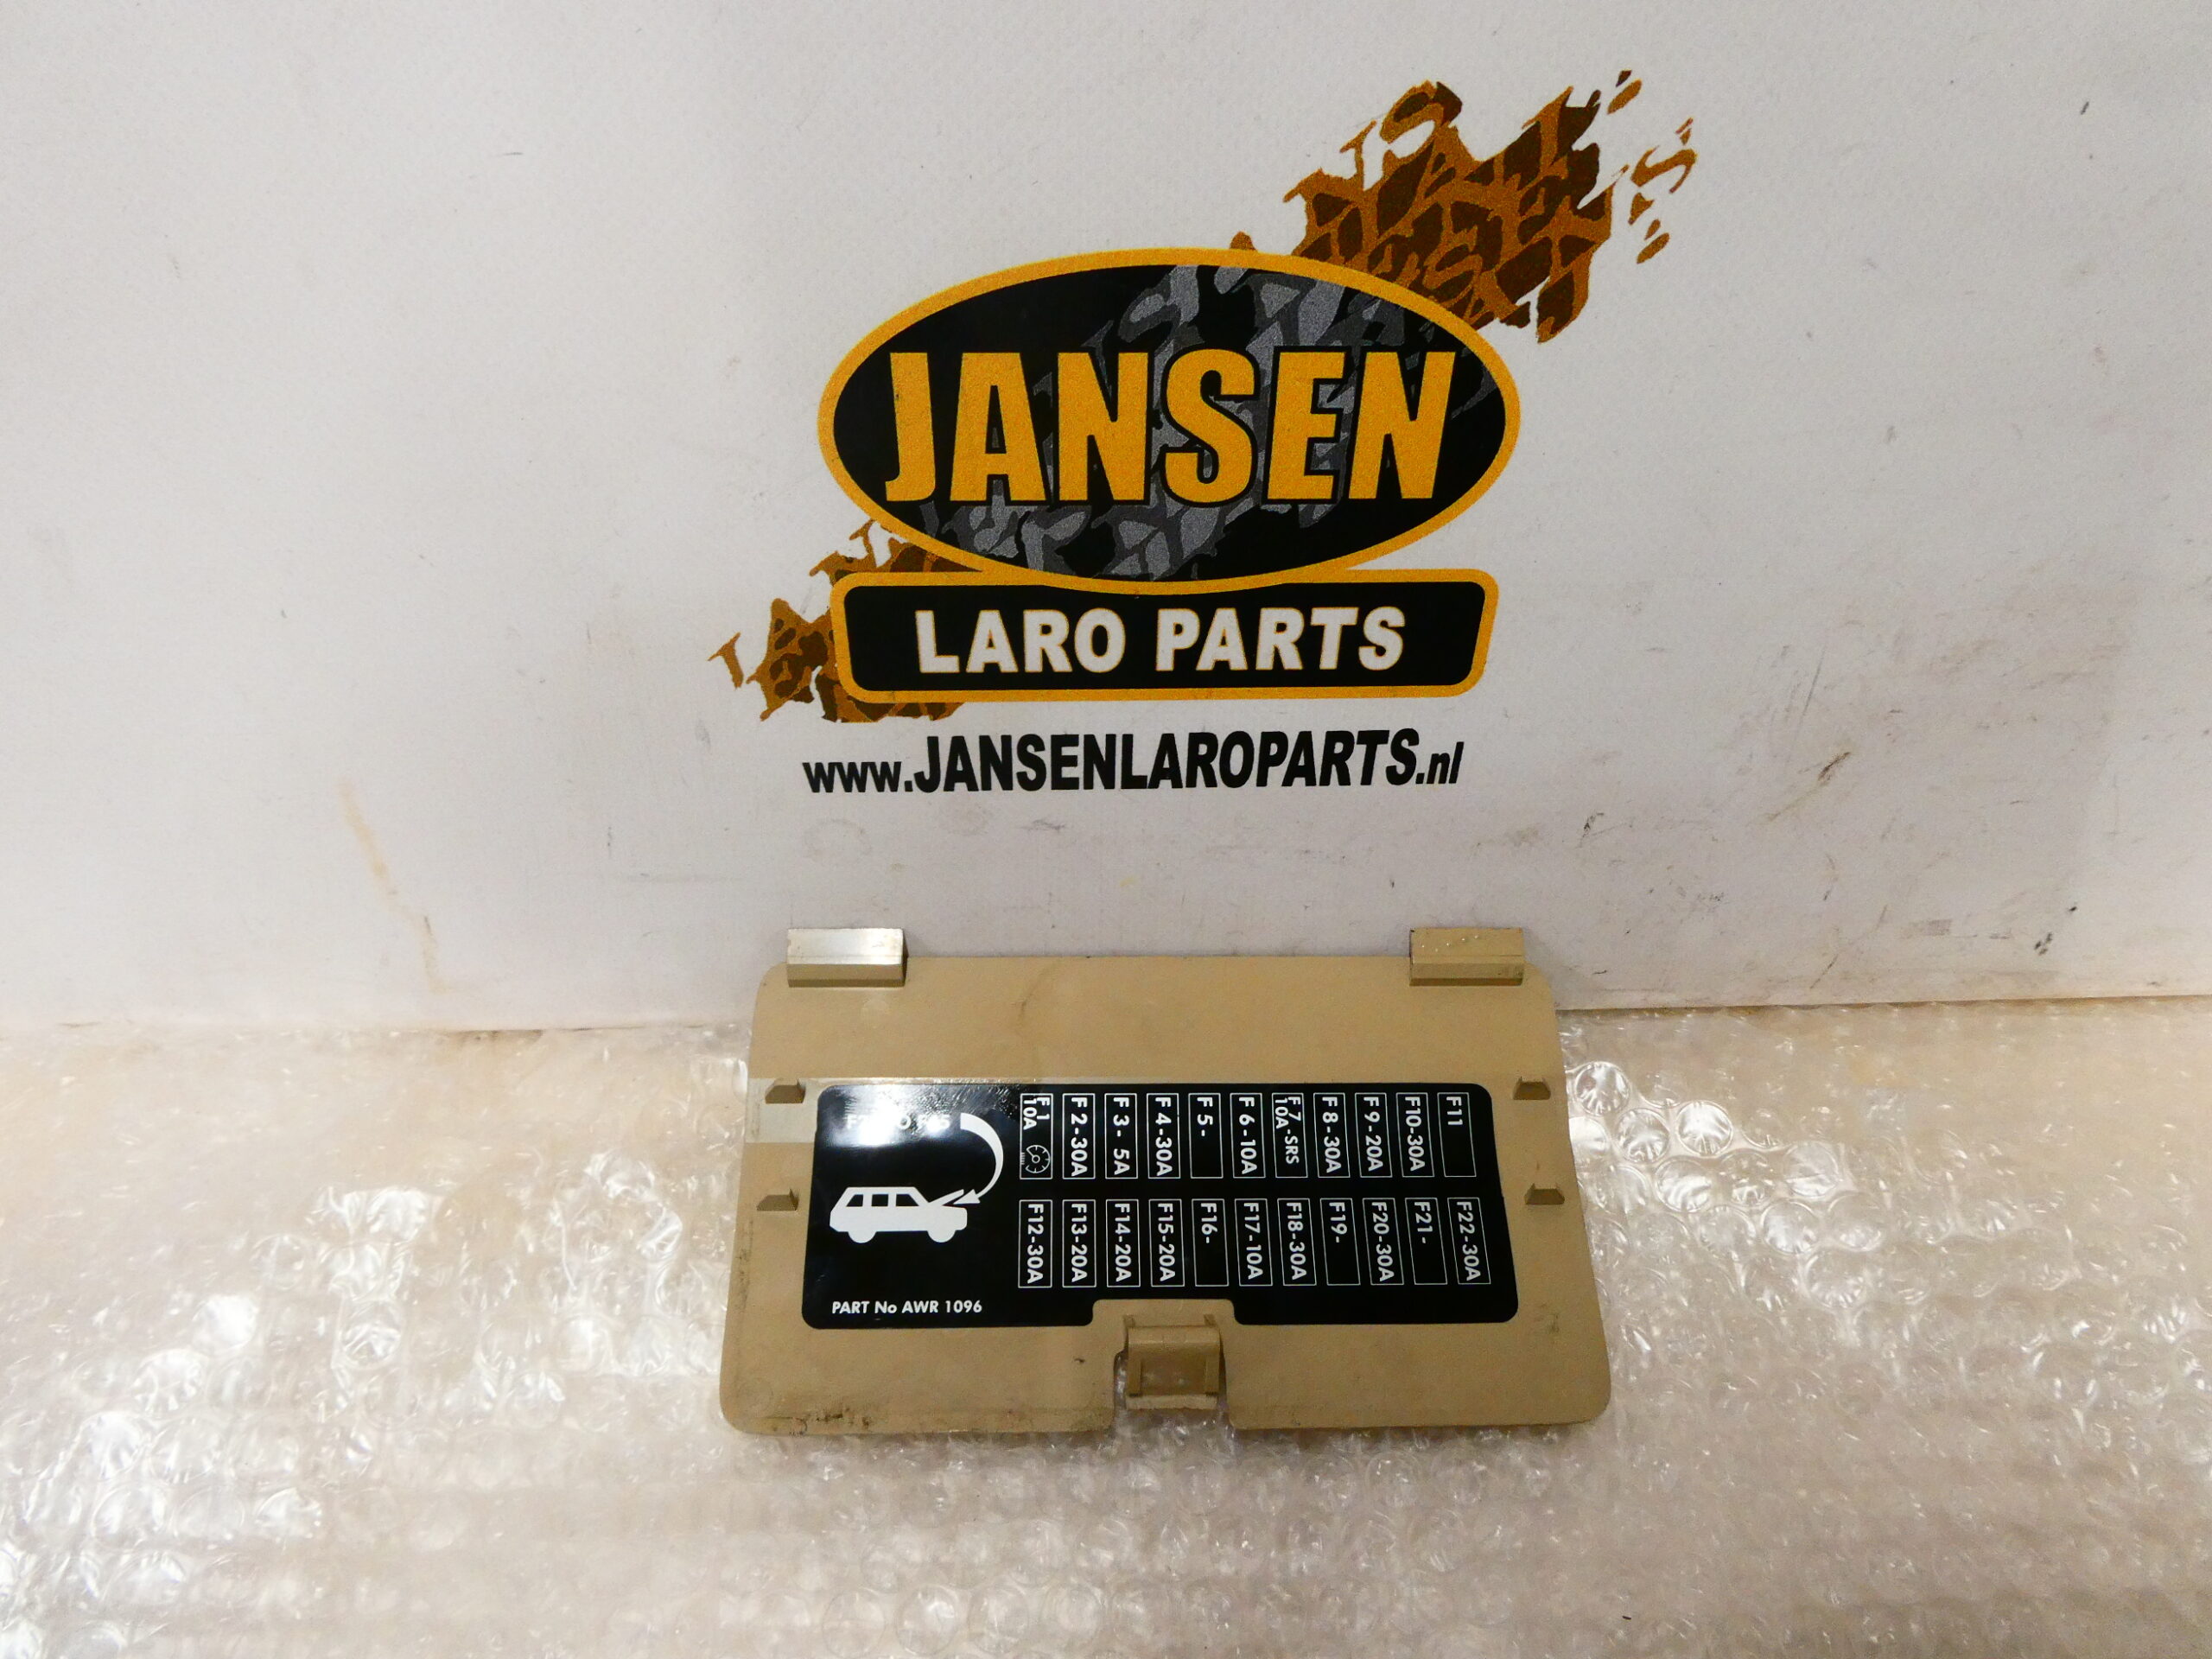 JANSEN
LARO PARTS
www.JANSENLAROPARTS.nl
F 1
10A
F 2-30A
F 3- 5A
F 4-30A
F 5-
F 6-10A
F 7 -SRS
10A
F 8-30A
F 9-20A
F10-30A
F11
F12-30A
F13-20A
F14-20A
F15-20A
F16-
F17-10A
F18-30A
F19-
F20-30A
F21-
F22-30A
PART No AWR 1096